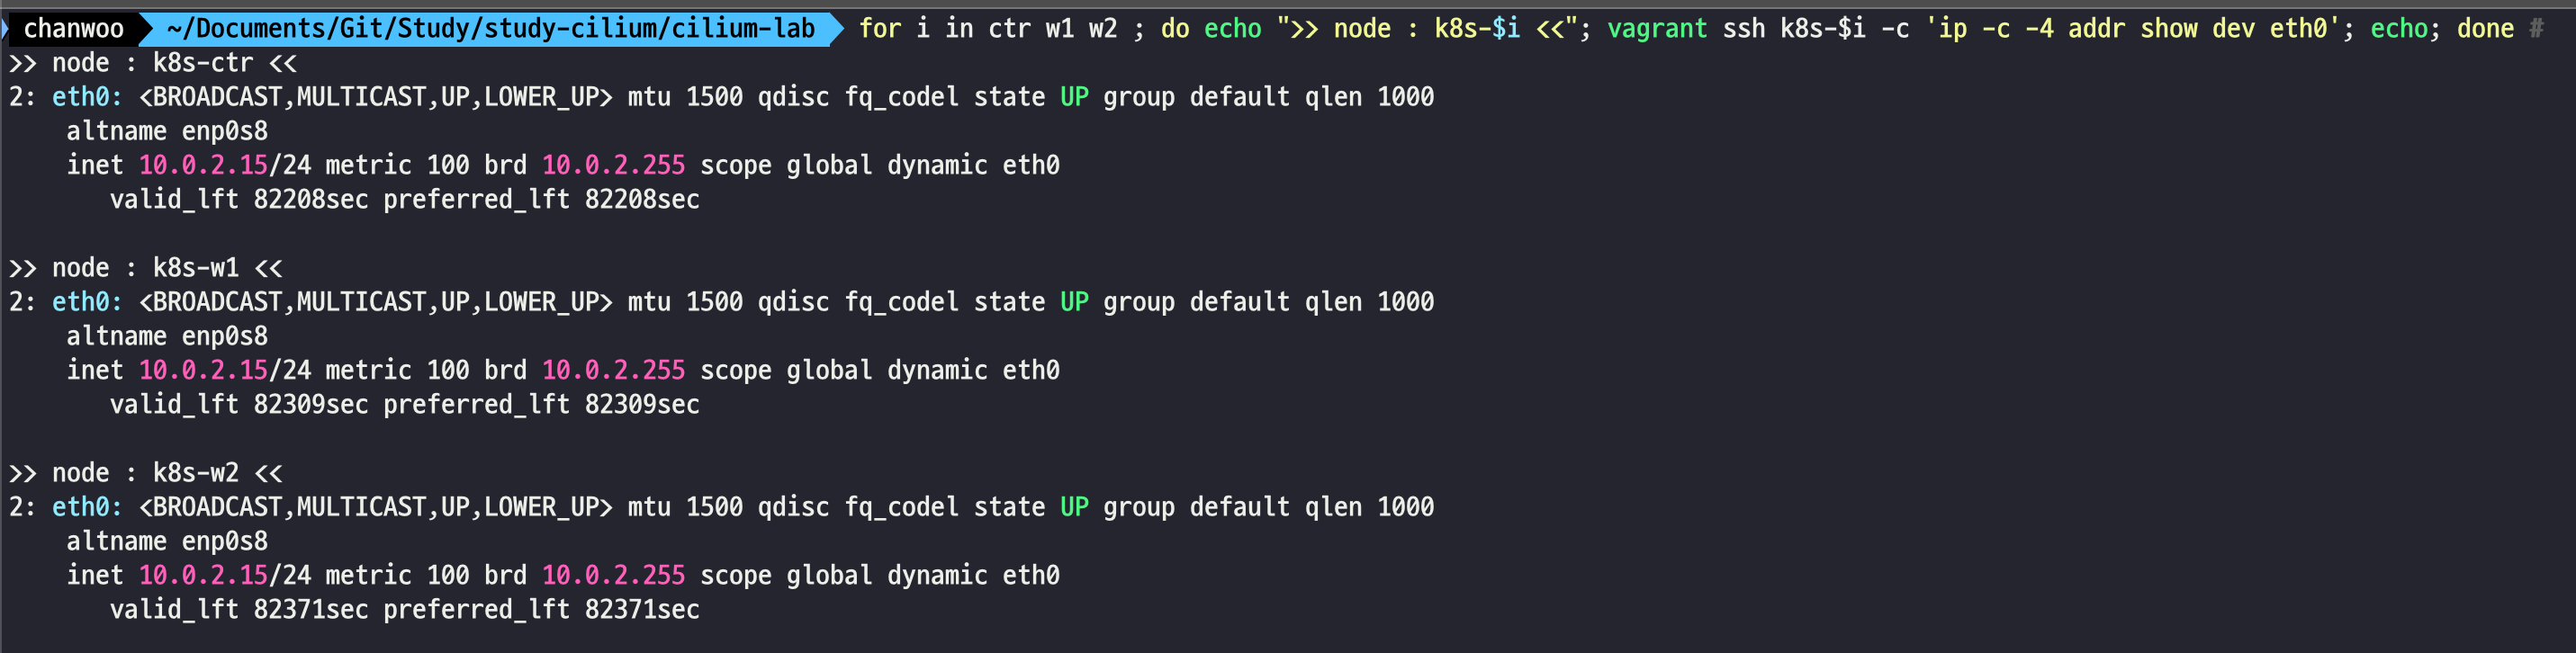 chanwoo ~/Documents/Git/Study/study-cilium/cilium-lab for i in ctr w1 w2 ; do echo ">> node : k8s-$i <<"; vagrant ssh k8s-$i -c 'ip -c -4 addr show dev eth0'; echo; done #
>> node : k8s-ctr <<
2: eth0: <BROADCAST,MULTICAST,UP,LOWER_UP> mtu 1500 qdisc fq_codel state UP group default qlen 1000
    altname enp0s8
    inet 10.0.2.15/24 metric 100 brd 10.0.2.255 scope global dynamic eth0
       valid_lft 82208sec preferred_lft 82208sec

>> node : k8s-w1 <<
2: eth0: <BROADCAST,MULTICAST,UP,LOWER_UP> mtu 1500 qdisc fq_codel state UP group default qlen 1000
    altname enp0s8
    inet 10.0.2.15/24 metric 100 brd 10.0.2.255 scope global dynamic eth0
       valid_lft 82309sec preferred_lft 82309sec

>> node : k8s-w2 <<
2: eth0: <BROADCAST,MULTICAST,UP,LOWER_UP> mtu 1500 qdisc fq_codel state UP group default qlen 1000
    altname enp0s8
    inet 10.0.2.15/24 metric 100 brd 10.0.2.255 scope global dynamic eth0
       valid_lft 82371sec preferred_lft 82371sec